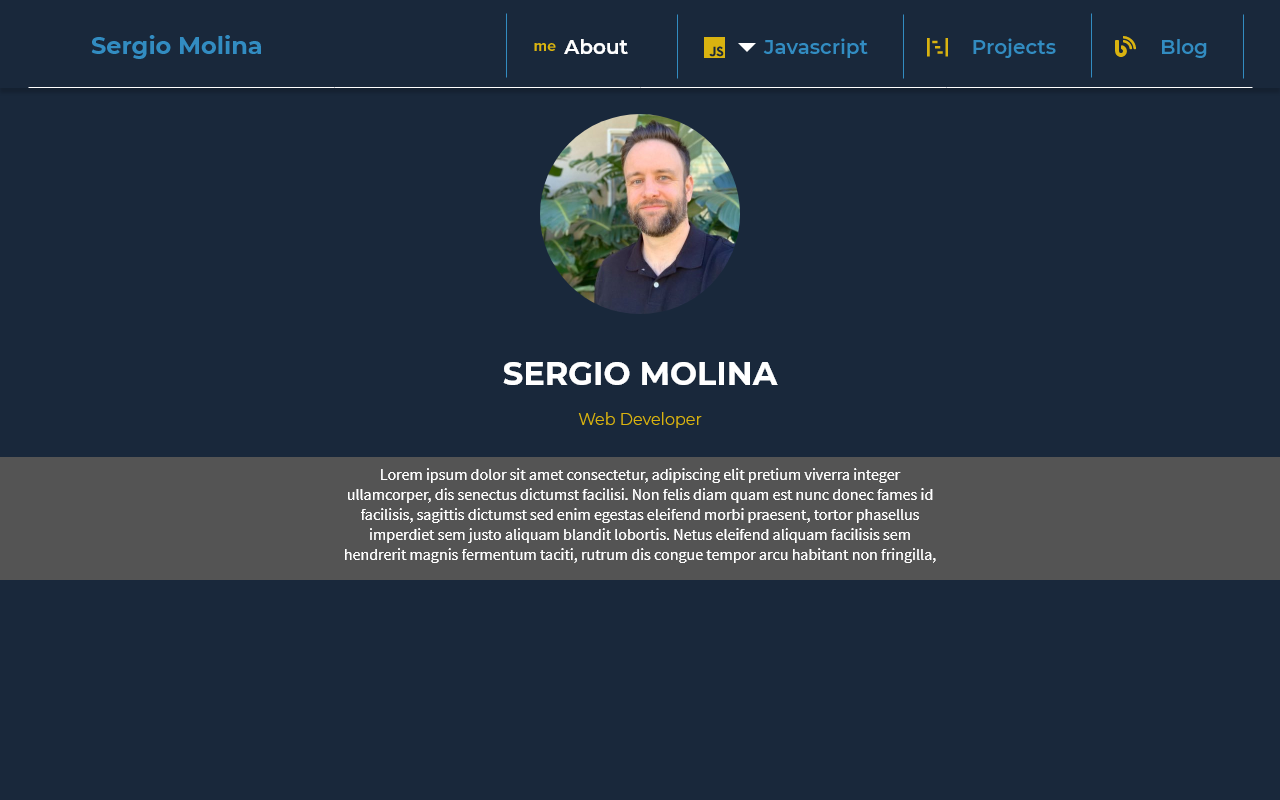 Sergio Molina
me About
JS Javascript
Projects
Blog
SERGIO MOLINA
Web Developer
Lorem ipsum dolor sit amet consectetur, adipiscing elit pretium viverra integer
ullamcorper, dis senectus dictumst facilisi. Non felis diam quam est nunc donec fames id
facilisis, sagittis dictumst sed enim egestas eleifend morbi praesent, tortor phasellus
imperdiet sem justo aliquam blandit lobortis. Netus eleifend aliquam facilisis sem
hendrerit magnis fermentum taciti, rutrum dis congue tempor arcu habitant non fringilla,